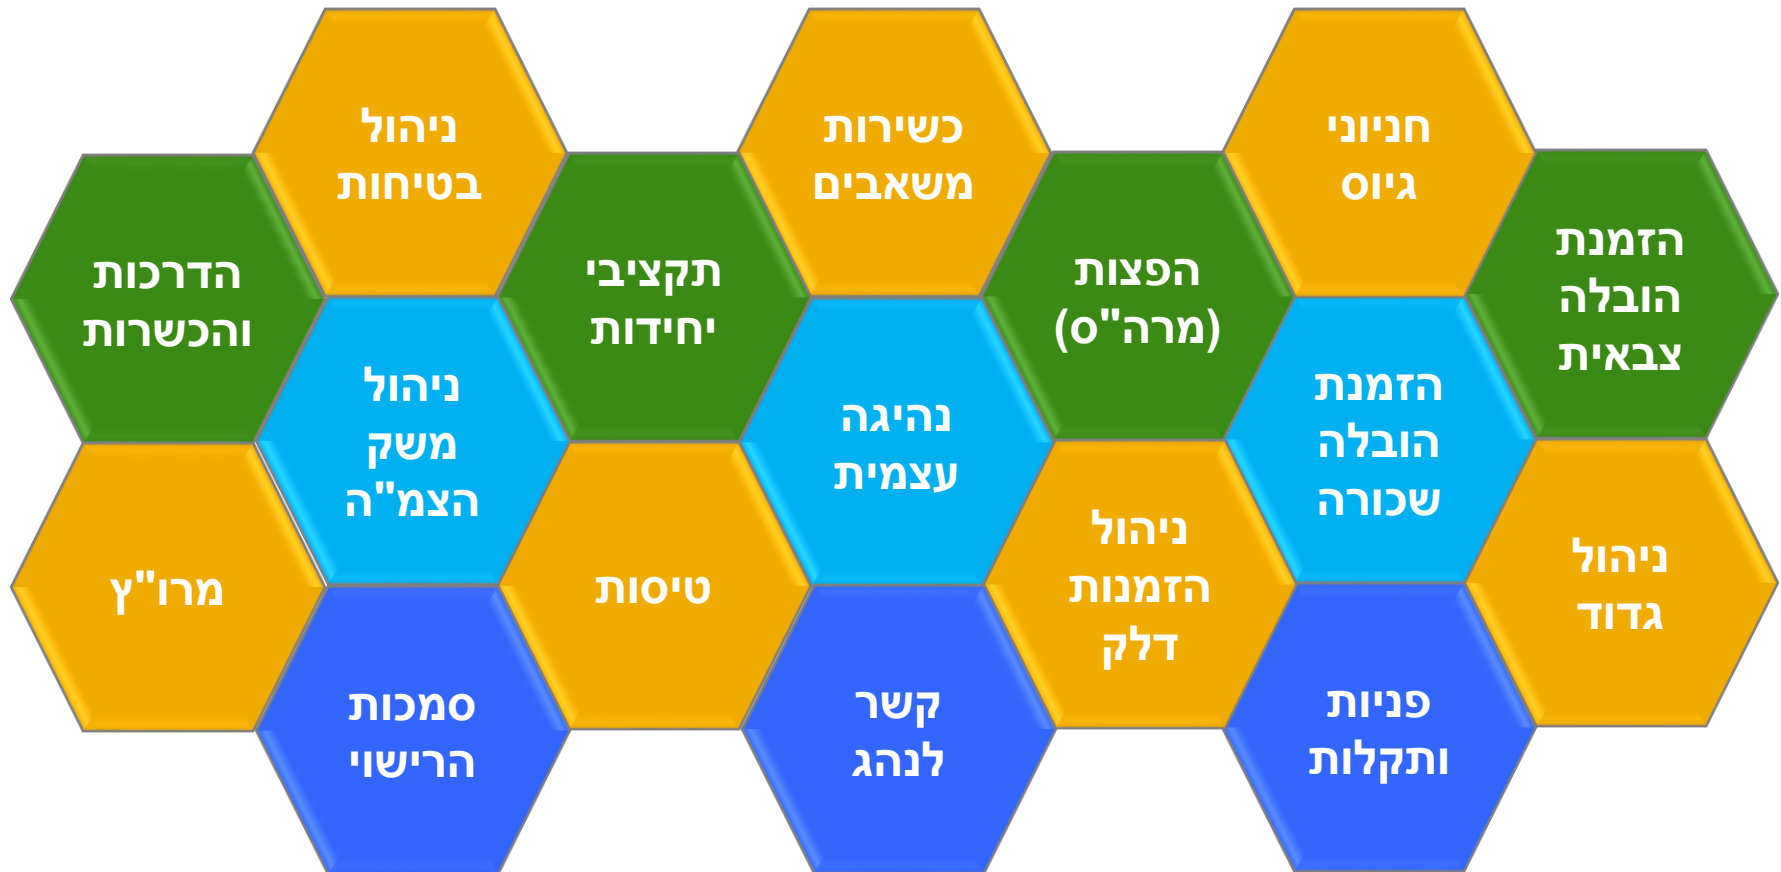 חניוני
גיוס
כשירות
משאבים
ניהול
בטיחות
הזמנת
הובלה
צבאית
הפצות
(מרה"ס)
תקציבי
יחידות
הדרכות
והכשרות
הזמנת
הובלה
שכורה
נהיגה
עצמית
ניהול
משק
הצמ"ה
ניהול
גדוד
ניהול
הזמנות
דלק
טיסות
מרו"ץ
פניות
ותקלות
קשר
לנהג
סמכות
הרישוי